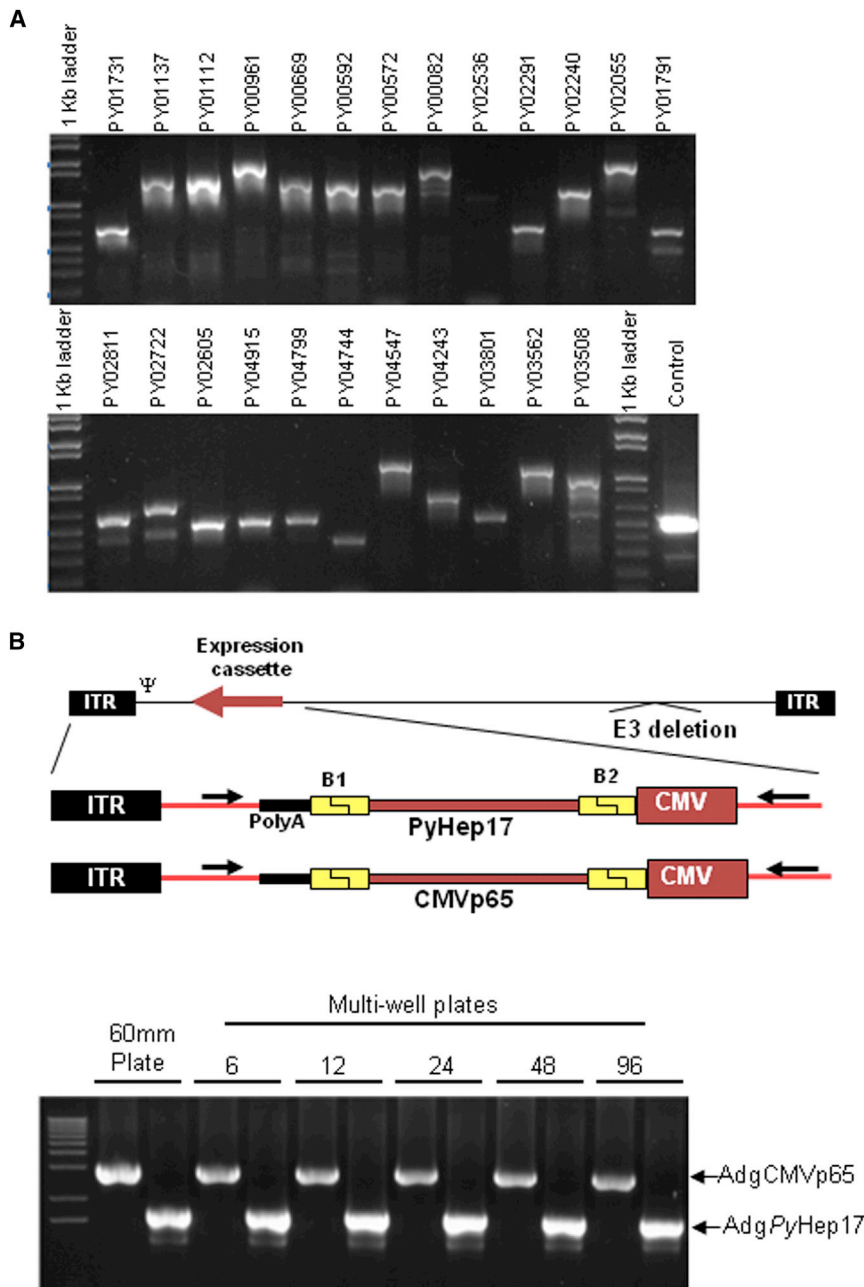 A
1 Kb ladder
PY01731
PY01137
PY01112
PY00961
PY00669
PY00592
PY00572
PY00082
PY02536
PY02291
PY02240
PY02055
PY01791
1 Kb ladder
PY02811
PY02722
PY02605
PY04915
PY04799
PY04744
PY04547
PY04243
PY03801
PY03562
PY03508
1 Kb ladder
Control
B
Expression
cassette
ITR
Ψ
ITR
E3 deletion
ITR
PolyA
B1
PyHep17
B2
CMV
ITR
CMVp65
CMV
Multi-well plates
60mm
Plate
6
12
24
48
96
AdgCMVp65
AdgPyHep17